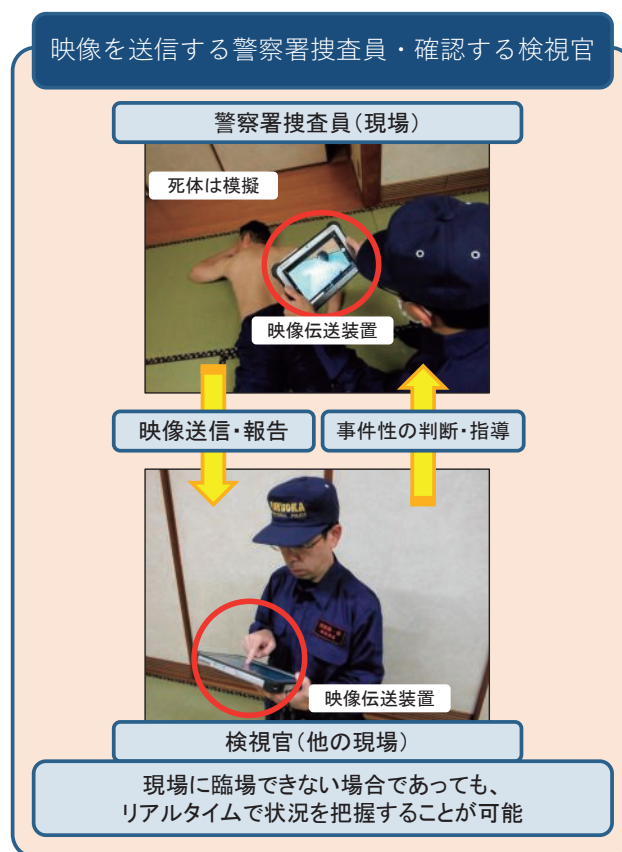 映像を送信する警察署捜査員・確認する検視官
警察署捜査員（現場）
死体は模擬
映像伝送装置
映像送信・報告
事件性の判断・指導
FUKUOKA
映像伝送装置
検視官（他の現場）
現場に臨場できない場合であっても、
リアルタイムで状況を把握することが可能